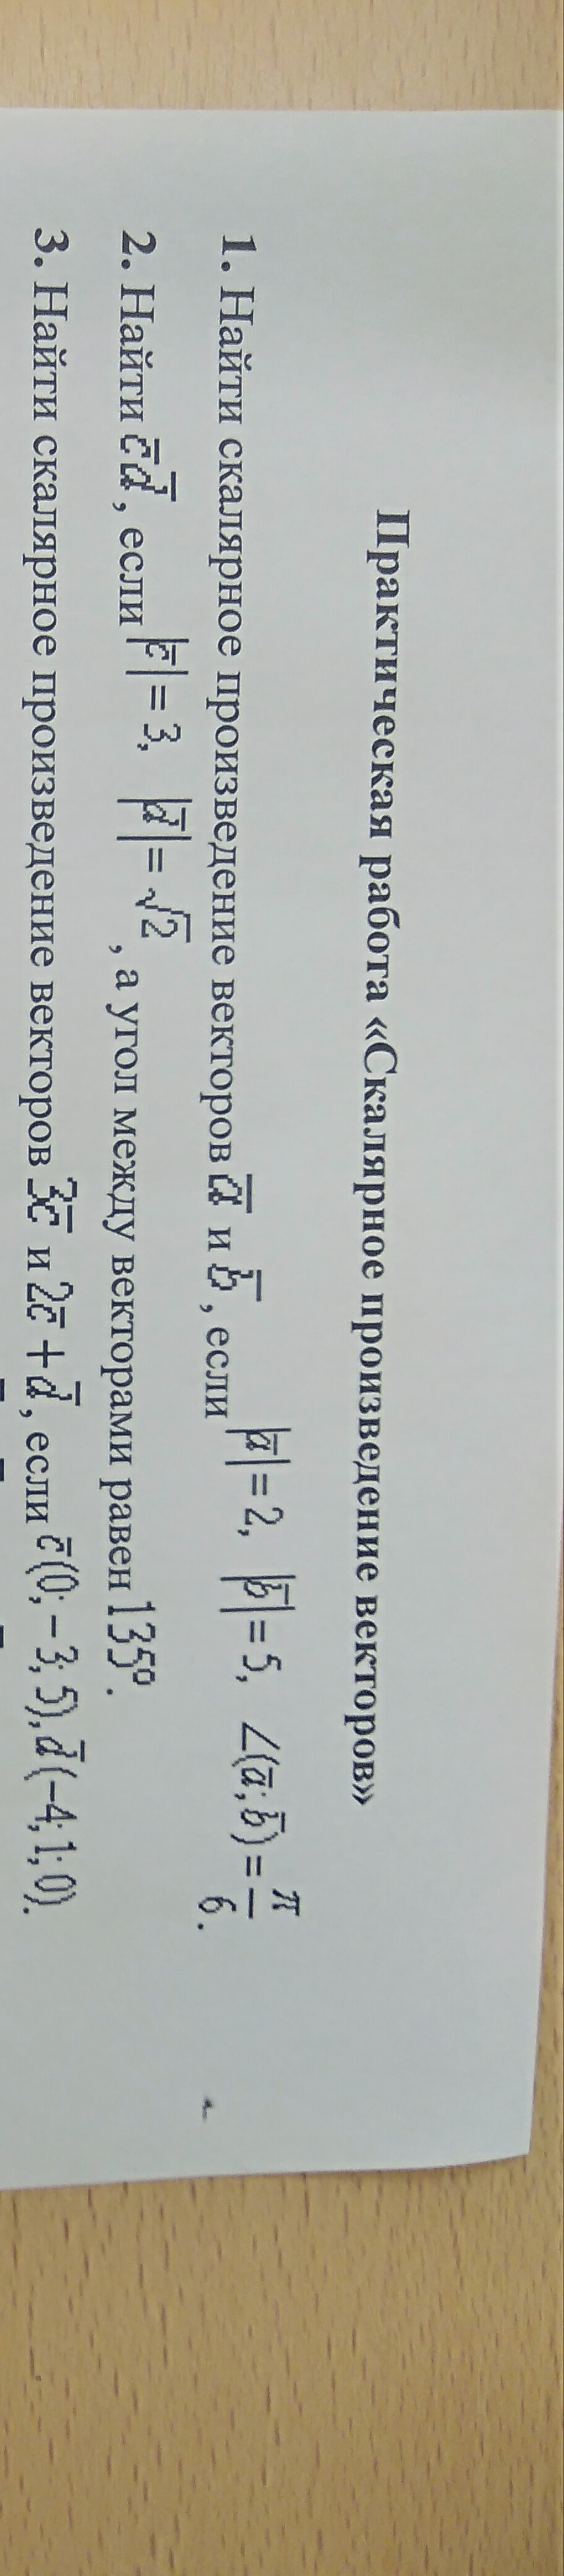 Практическая работа «Скалярное произведение векторов»
1. Найти скалярное произведение векторов a̅ и b̅, если |a̅| = 2, |b̅| = 5, ∠(a̅; b̅) = π/6.
2. Найти c̅d̅, если |c̅| = 3, |d̅| = √2, а угол между векторами равен 135°.
3. Найти скалярное произведение векторов 3c̅ и 2c̅ + d̅, если c̅(0; −3; 5), d̅(−4; 1; 0).